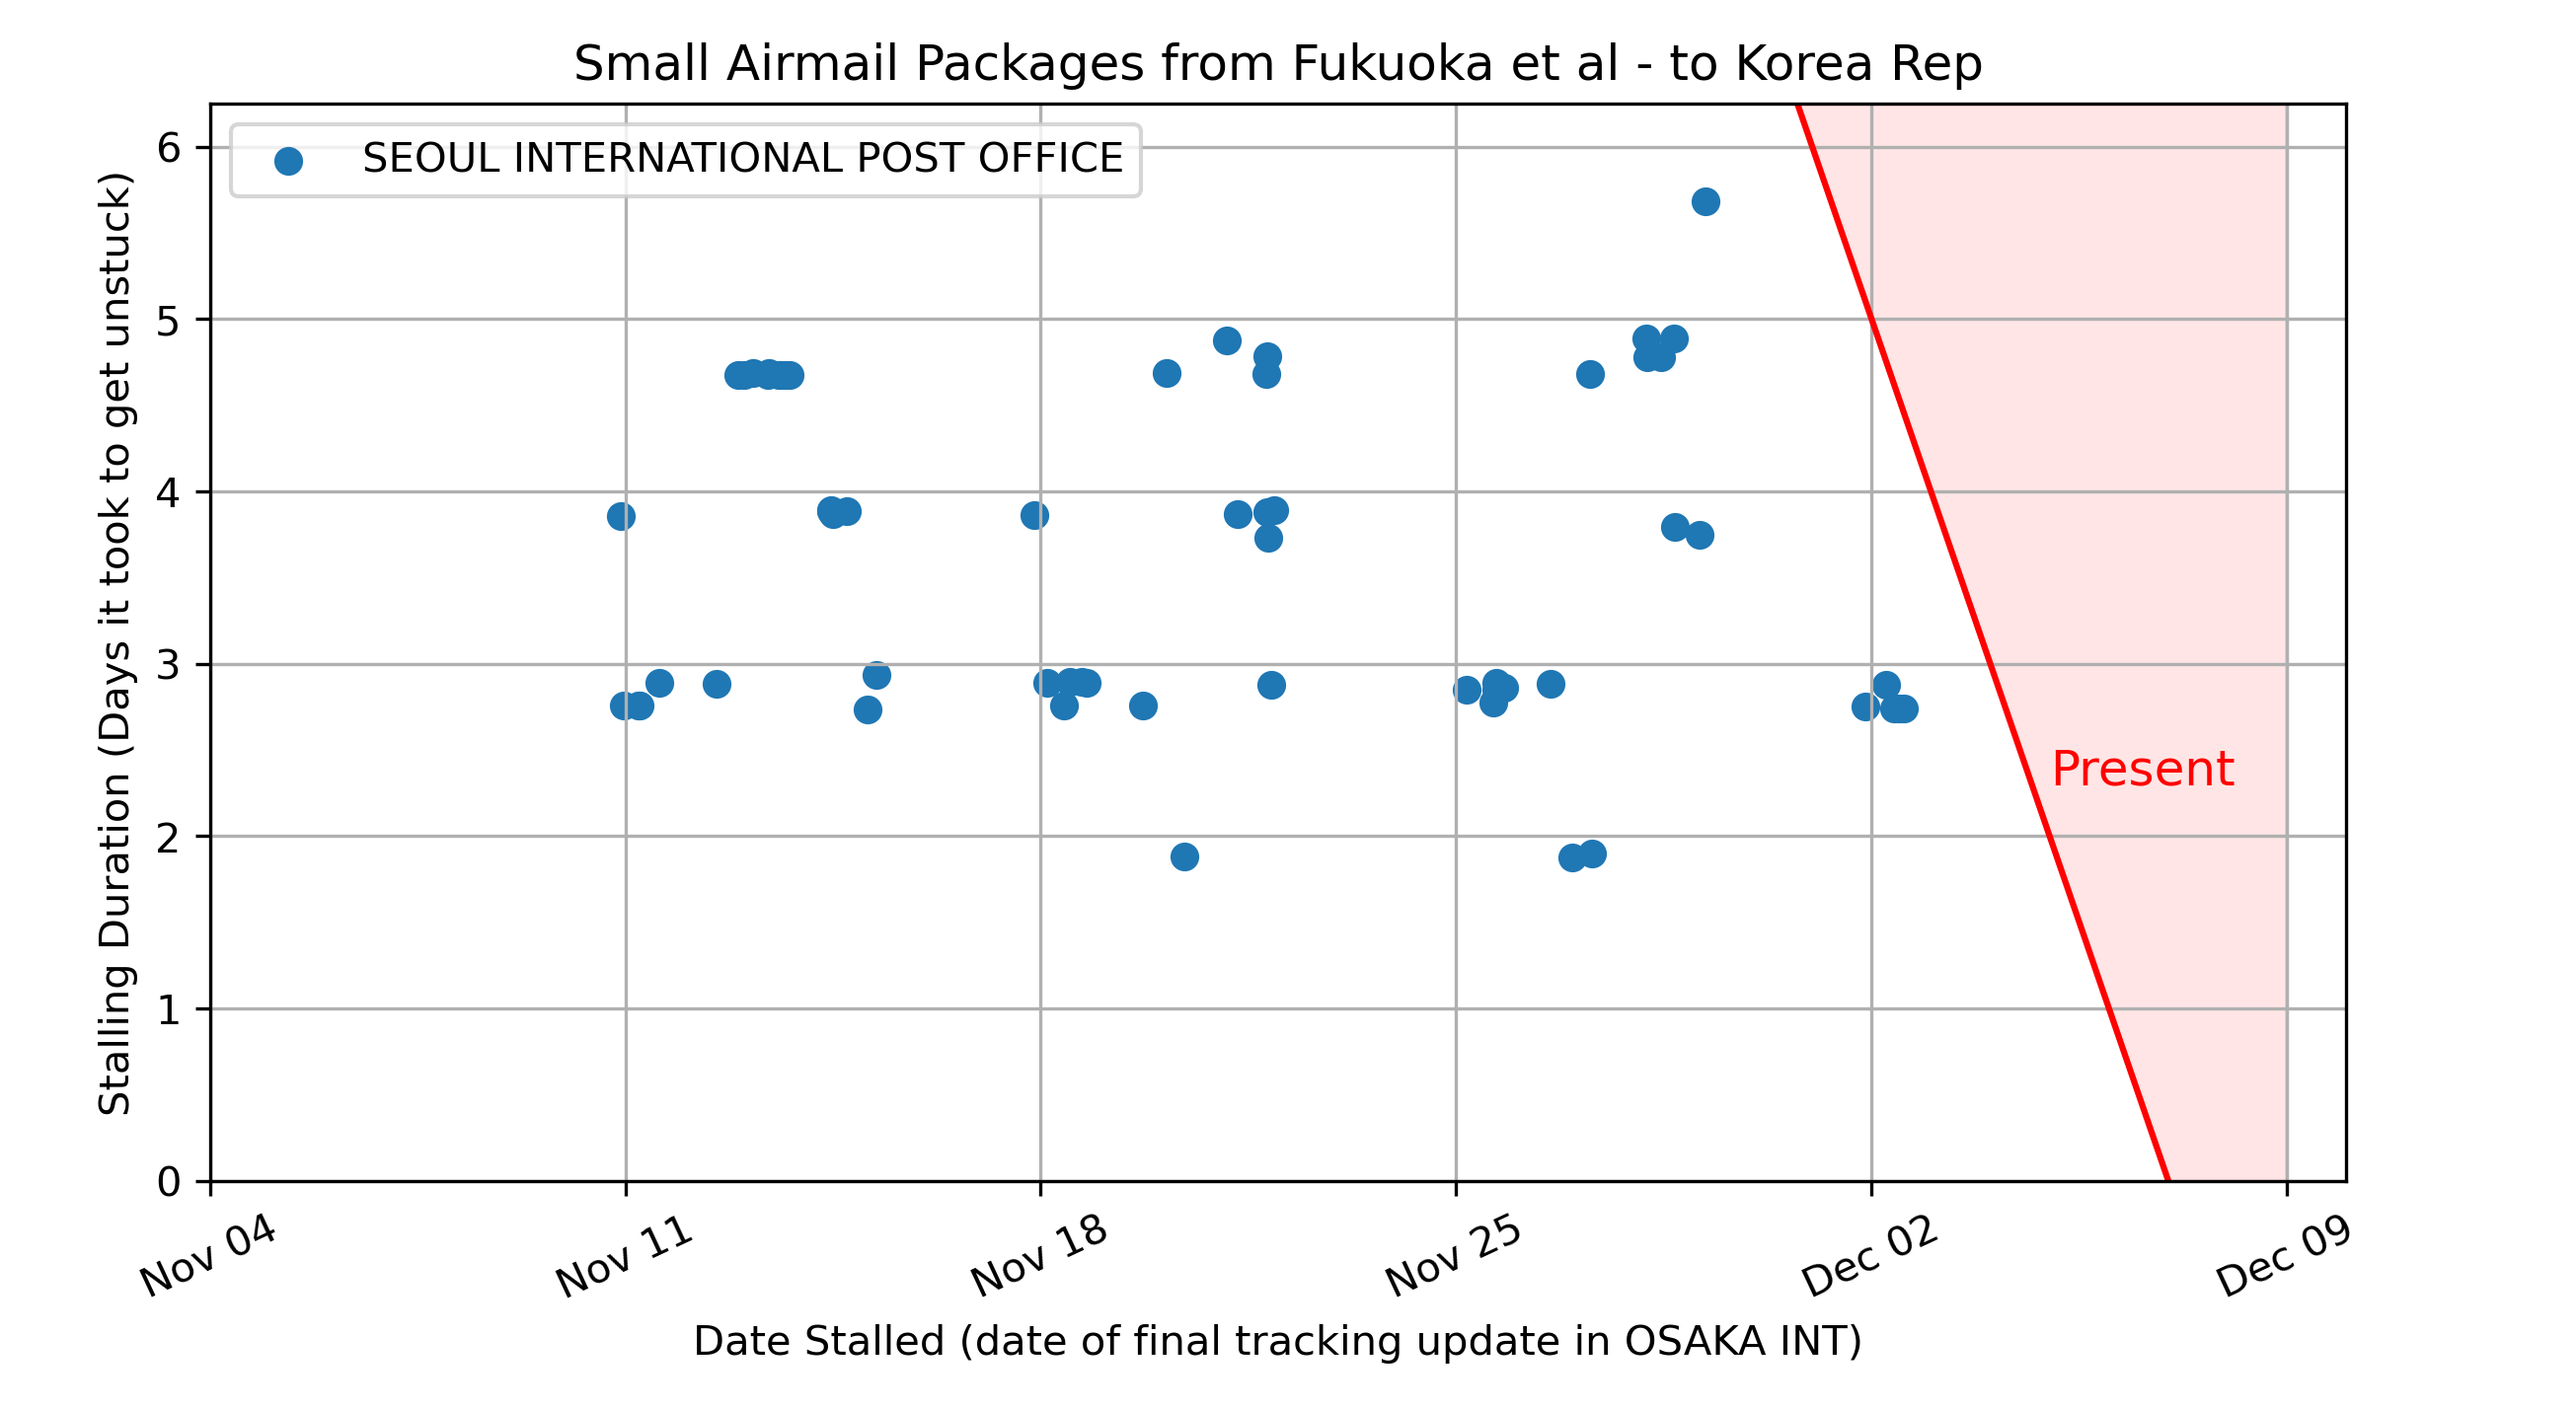 Small Airmail Packages from Fukuoka et al - to Korea Rep
SEOUL INTERNATIONAL POST OFFICE
Stalling Duration (Days it took to get unstuck)
6
5
4
3
2
1
0
Present
Nov 04
Nov 11
Nov 18
Nov 25
Dec 02
Dec 09
Date Stalled (date of final tracking update in OSAKA INT)